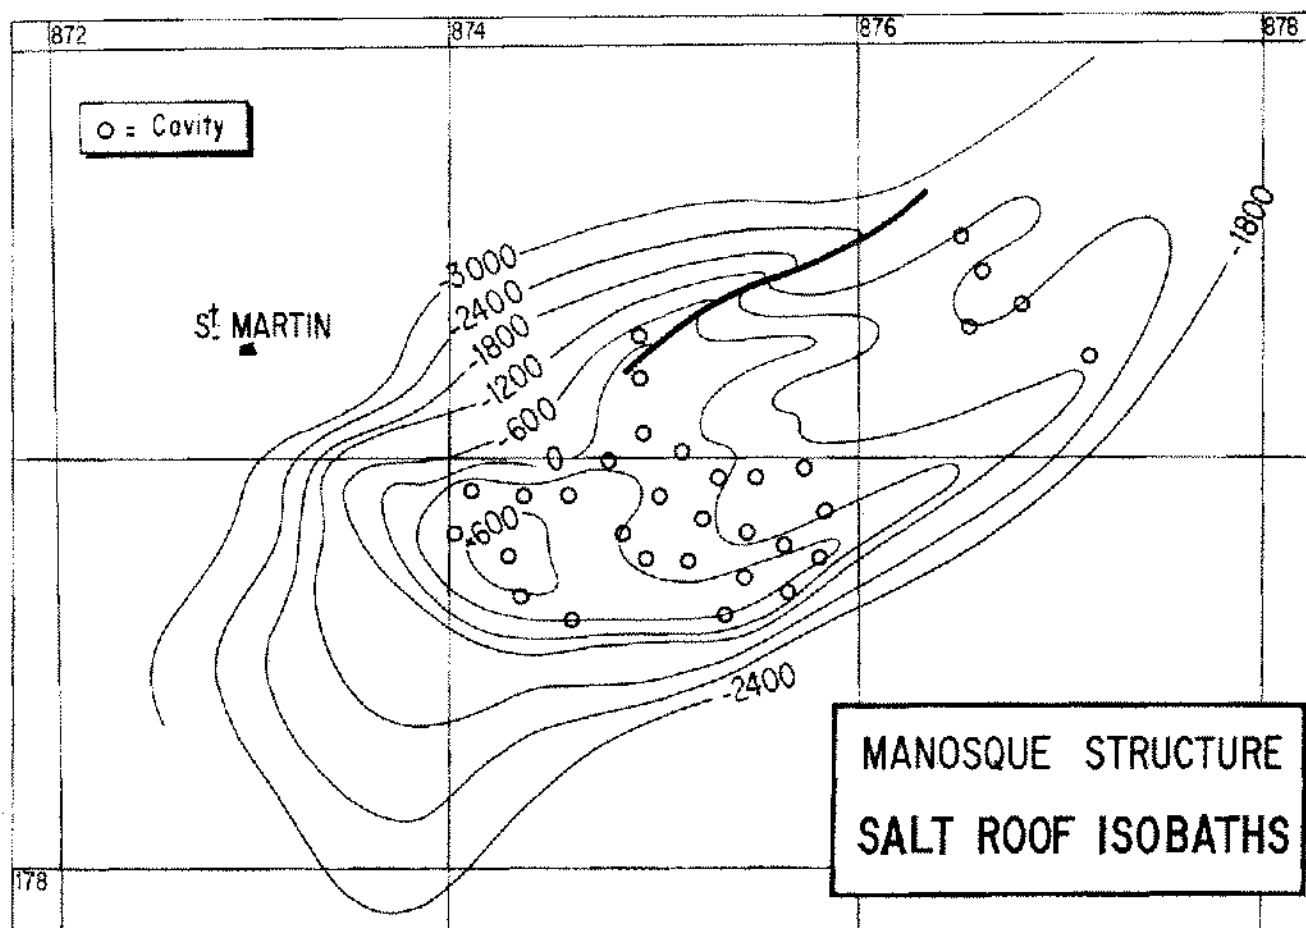 872 874 876 878
O = Cavity
-1800
-3000
-2400
St MARTIN
-1800
-1200
-600
0
-600
-2400
MANOSQUE STRUCTURE
SALT ROOF ISOBATHS
178